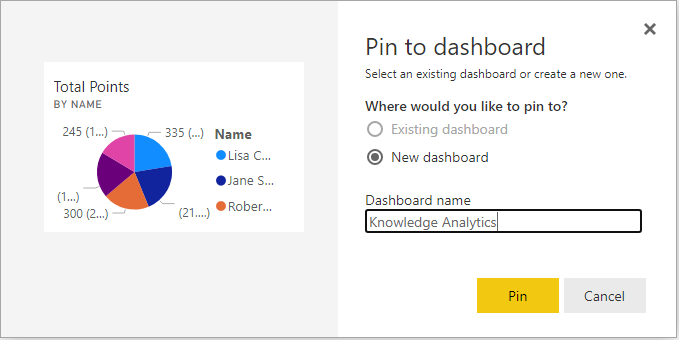 Pin to dashboard
Select an existing dashboard or create a new one.
Where would you like to pin to?
Existing dashboard
New dashboard
Dashboard name
Knowledge Analytics
Pin Cancel
Total Points
BY NAME
245 (1...) 335 (...
Name
Lisa C...
Jane S...
Rober...
(1...)
300 (2...) (21....)